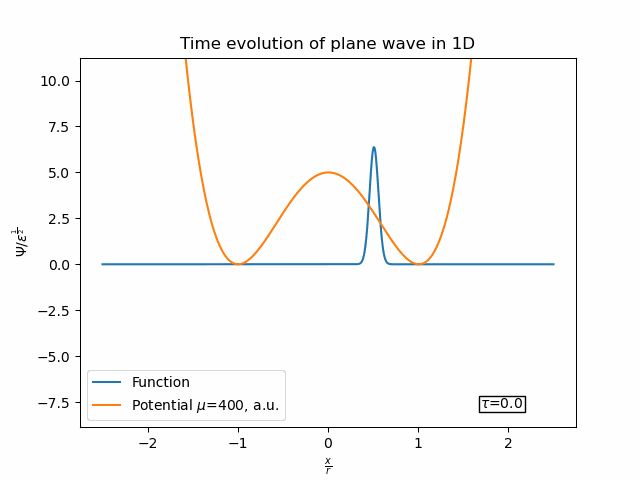 Time evolution of plane wave in 1D
10.0
7.5
5.0
2.5
0.0
−2.5
−5.0
−7.5
Ψ/ε^{1/2}
Function
Potential μ=400, a.u.
τ=0.0
−2 −1 0 1 2
x/r